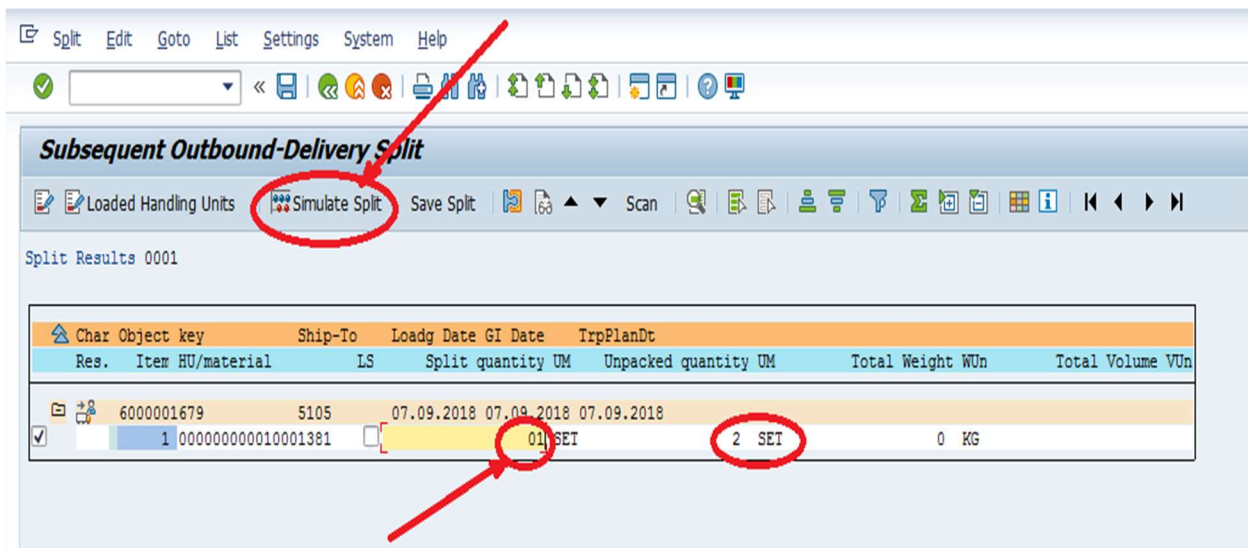 Split Edit Goto List Settings System Help
Subsequent Outbound-Delivery Split
Loaded Handling Units Simulate Split Save Split Scan
Split Results 0001
Char Object key Ship-To Loadg Date GI Date TrpPlanDt
Res. Item HU/material LS Split quantity UM Unpacked quantity UM Total Weight WUn Total Volume VUn
6000001679 5105 07.09.2018 07.09.2018 07.09.2018
1 000000000010001381 01 SET 2 SET 0 KG